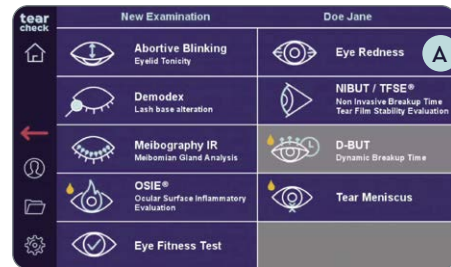 tear
check
New Examination
Doe Jane
Abortive Blinking
Eyelid Tonicity
Eye Redness
A
Demodex
Lash base alteration
NIBUT / TFSE®
Non Invasive Breakup Time
Tear Film Stability Evaluation
Meibography IR
Meibomian Gland Analysis
D-BUT
Dynamic Breakup Time
OSIE®
Ocular Surface Inflammatory
Evaluation
Tear Meniscus
Eye Fitness Test